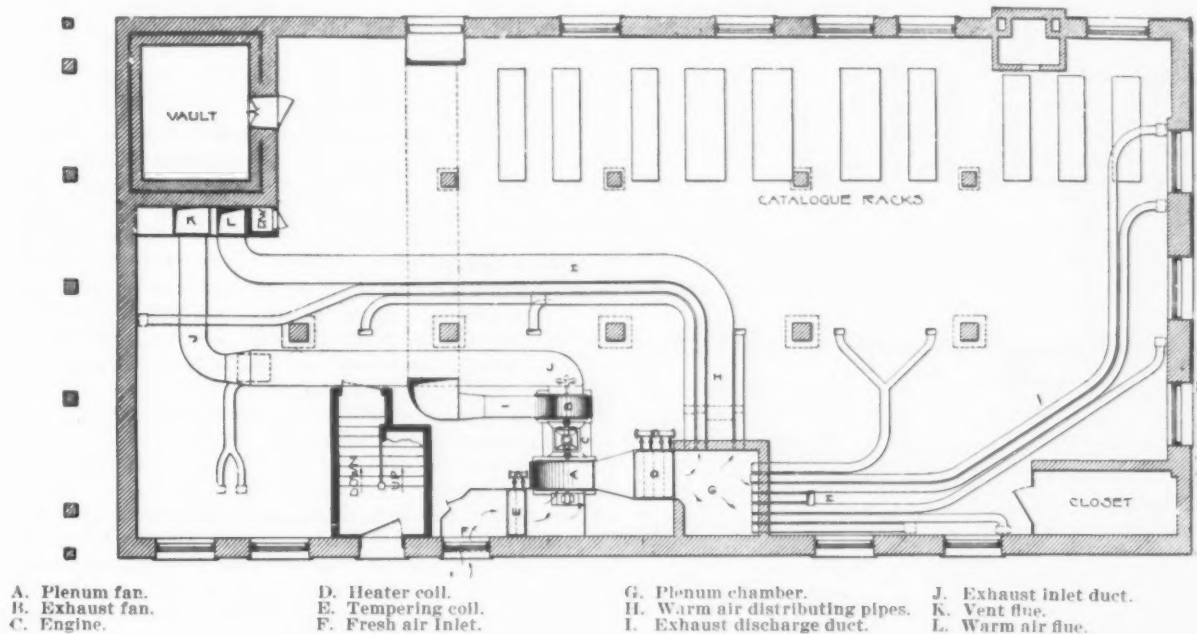 VAULT
K
L
DW
CATALOGUE RACKS
H
J
J
H
I
B
C
DOWN
UP
A
D
G
E
F
H
CLOSET
A. Plenum fan.
B. Exhaust fan.
C. Engine.
D. Heater coil.
E. Tempering coil.
F. Fresh air Inlet.
G. Plenum chamber.
H. Warm air distributing pipes.
I. Exhaust discharge duct.
J. Exhaust inlet duct.
K. Vent flue.
L. Warm air flue.